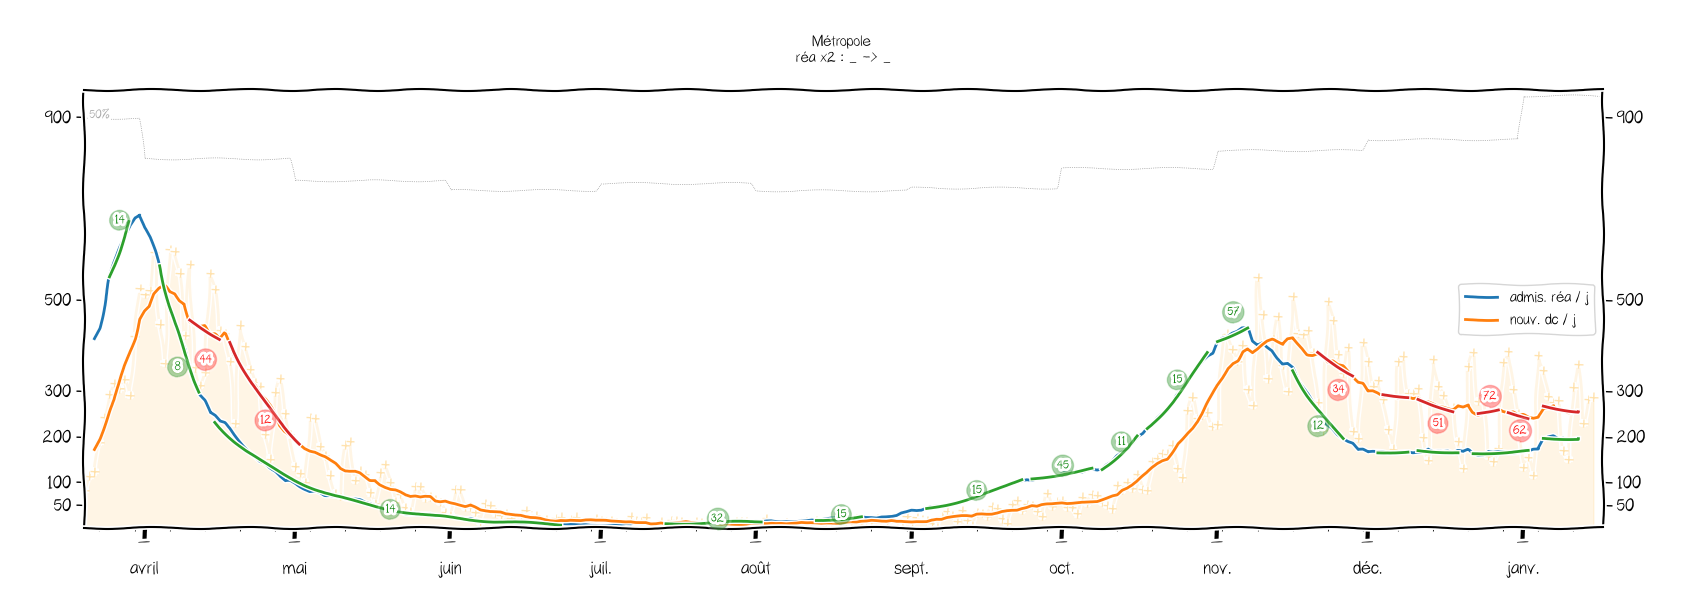 Métropole
réa x2 : _ -> _
900
50%
900
14
500
500
admis. réa / j
nouv. dc / j
57
8
44
15
300
34
72
300
12
12
51
62
200
11
200
45
100
15
100
50
14
32
15
50
avril
mai
juin
juil.
août
sept.
oct.
nov.
déc.
janv.